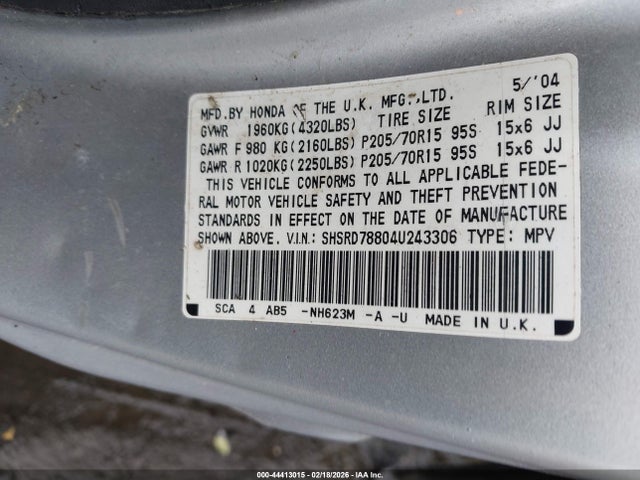 5/'04
MFD.BY HONDA OF THE U.K. MFG.,LTD.
GVWR 1960KG(4320LBS) TIRE SIZE RIM SIZE
GAWR F 980 KG(2160LBS) P205/70R15 95S 15x6 JJ
GAWR R 1020KG(2250LBS) P205/70R15 95S 15x6 JJ
THIS VEHICLE CONFORMS TO ALL APPLICABLE FEDE-
RAL MOTOR VEHICLE SAFETY AND THEFT PREVENTION
STANDARDS IN EFFECT ON THE DATE OF MANUFACTURE
SHOWN ABOVE. V.I.N: SHSRD78804U243306 TYPE: MPV
SCA 4 AB5 -NH623M -A -U MADE IN U.K.
000-44413015 - 02/18/2026 - IAA Inc.